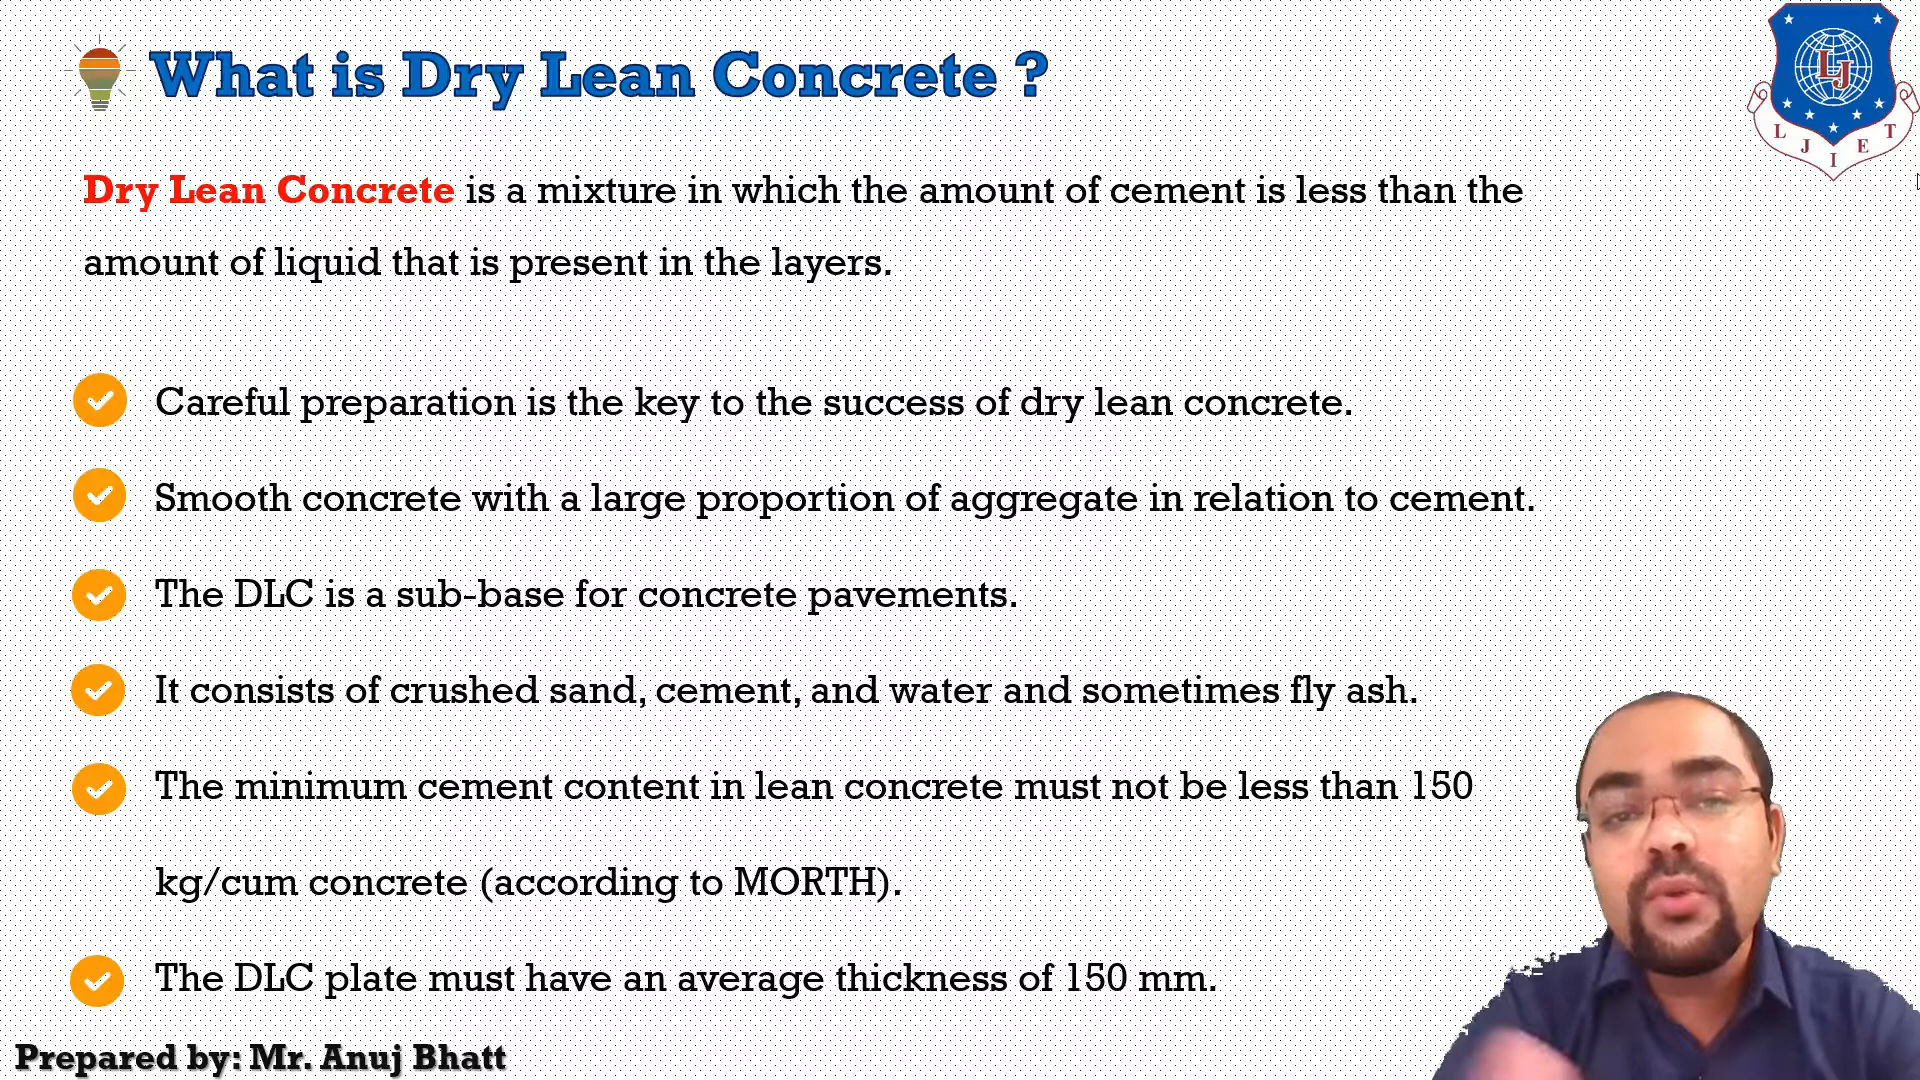 What is Dry Lean Concrete ?
Dry Lean Concrete is a mixture in which the amount of cement is less than the
amount of liquid that is present in the layers.
Careful preparation is the key to the success of dry lean concrete.
Smooth concrete with a large proportion of aggregate in relation to cement.
The DLC is a sub-base for concrete pavements.
It consists of crushed sand, cement, and water and sometimes fly ash.
The minimum cement content in lean concrete must not be less than 150
kg/cum concrete (according to MORTH).
The DLC plate must have an average thickness of 150 mm.
Prepared by: Mr. Anuj Bhatt
LJ
L J I E T